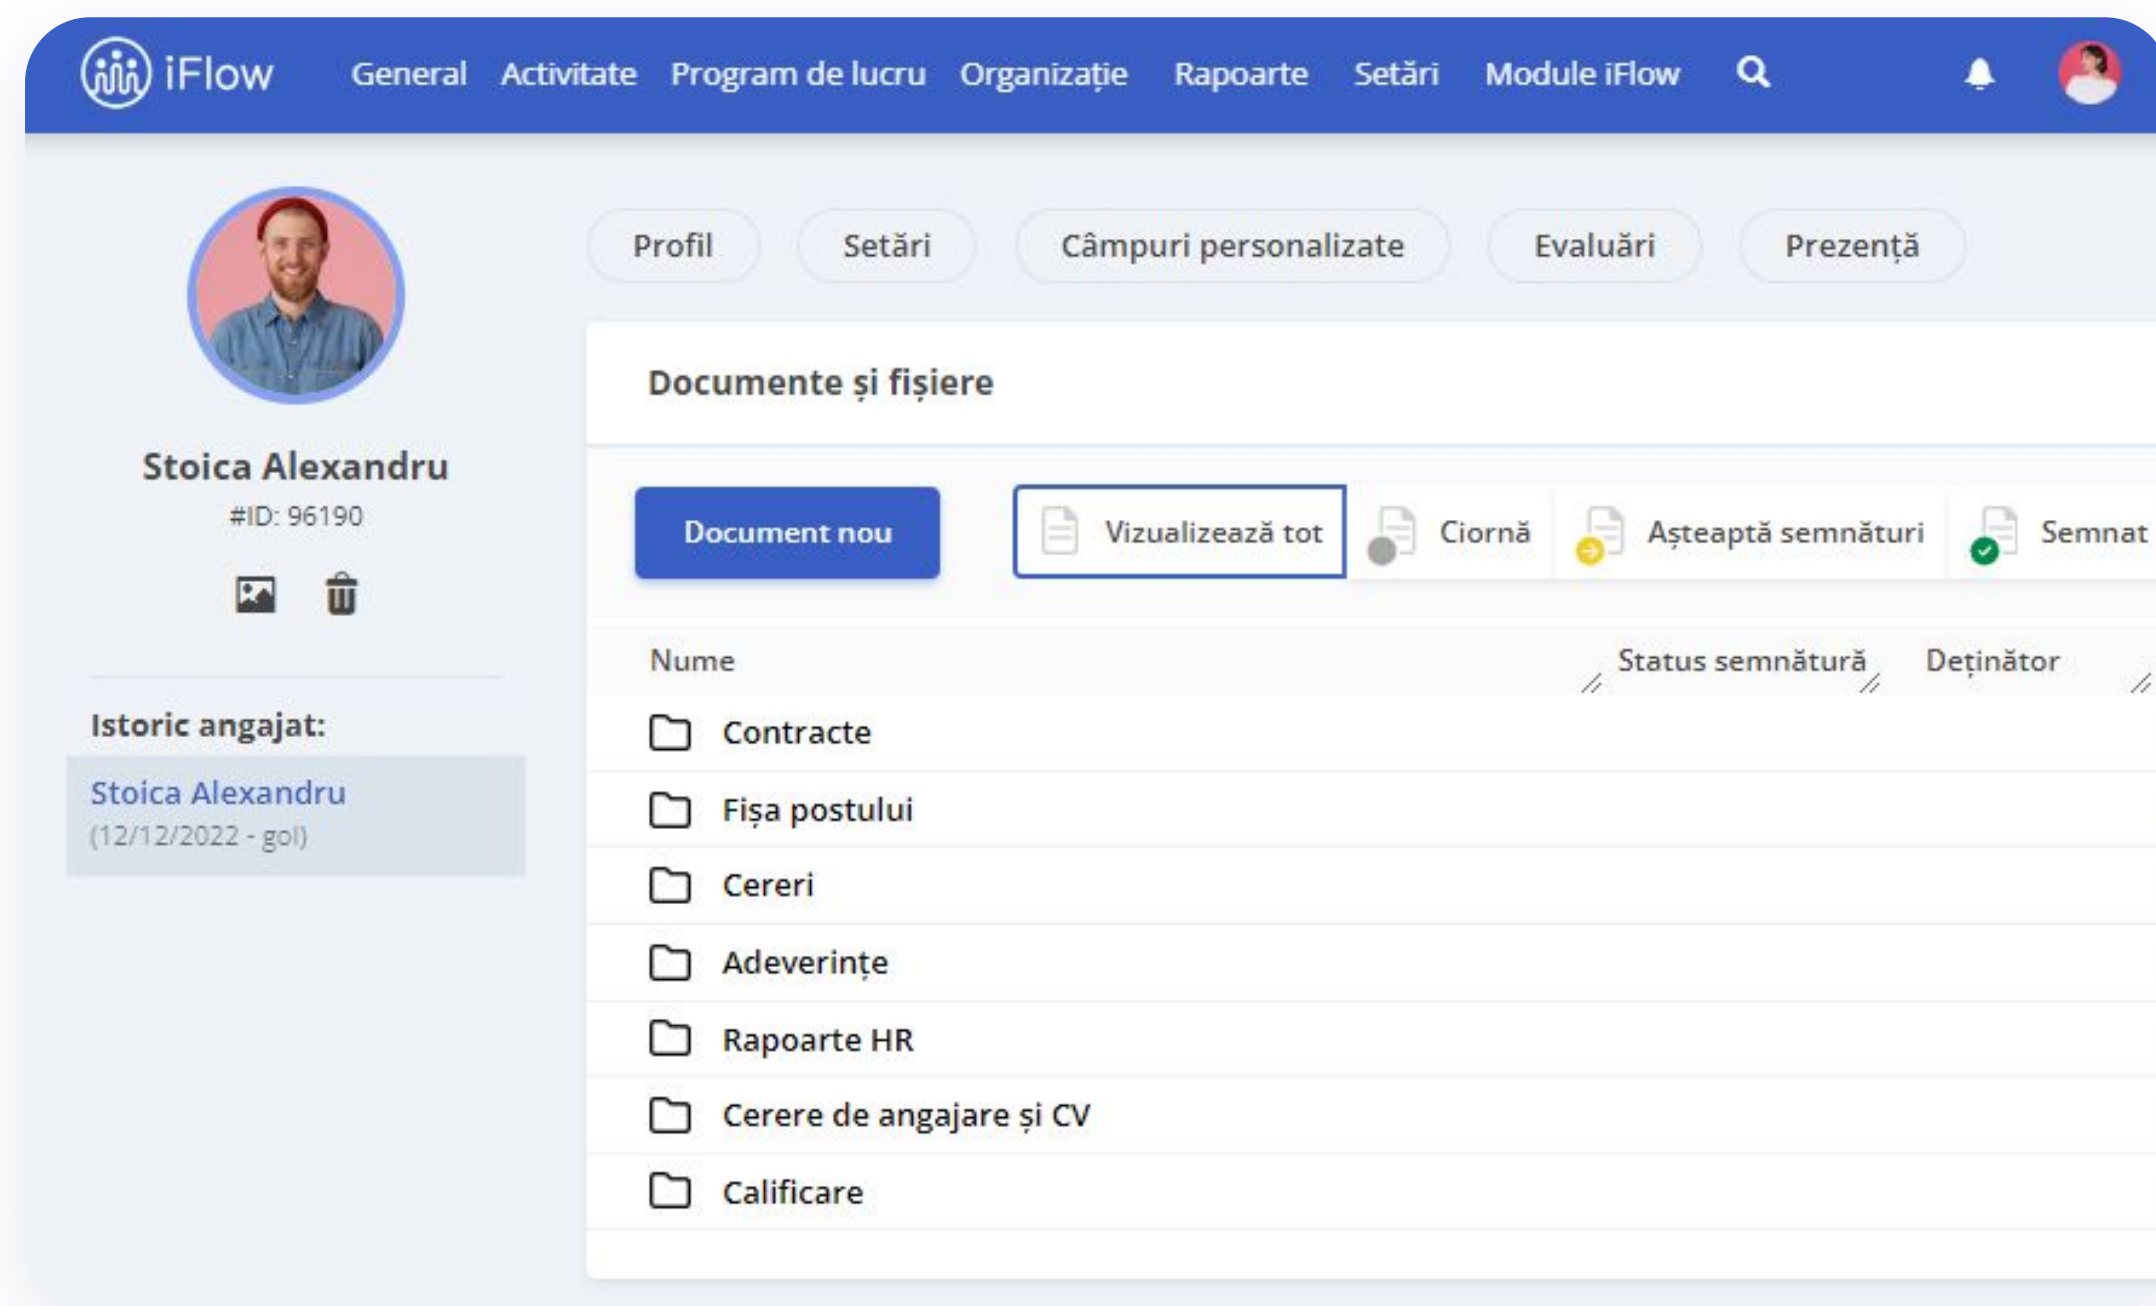 iFlow General Activitate Program de lucru Organizație Rapoarte Setări Module iFlow
Profil Setări Câmpuri personalizate Evaluări Prezență
Stoica Alexandru
#ID: 96190
Istoric angajat:
Stoica Alexandru
(12/12/2022 - gol)
Documente și fișiere
Document nou Vizualizează tot Ciornă Așteaptă semnături Semnat
Nume Status semnătură Deținător
Contracte
Fișa postului
Cereri
Adeverințe
Rapoarte HR
Cerere de angajare și CV
Calificare